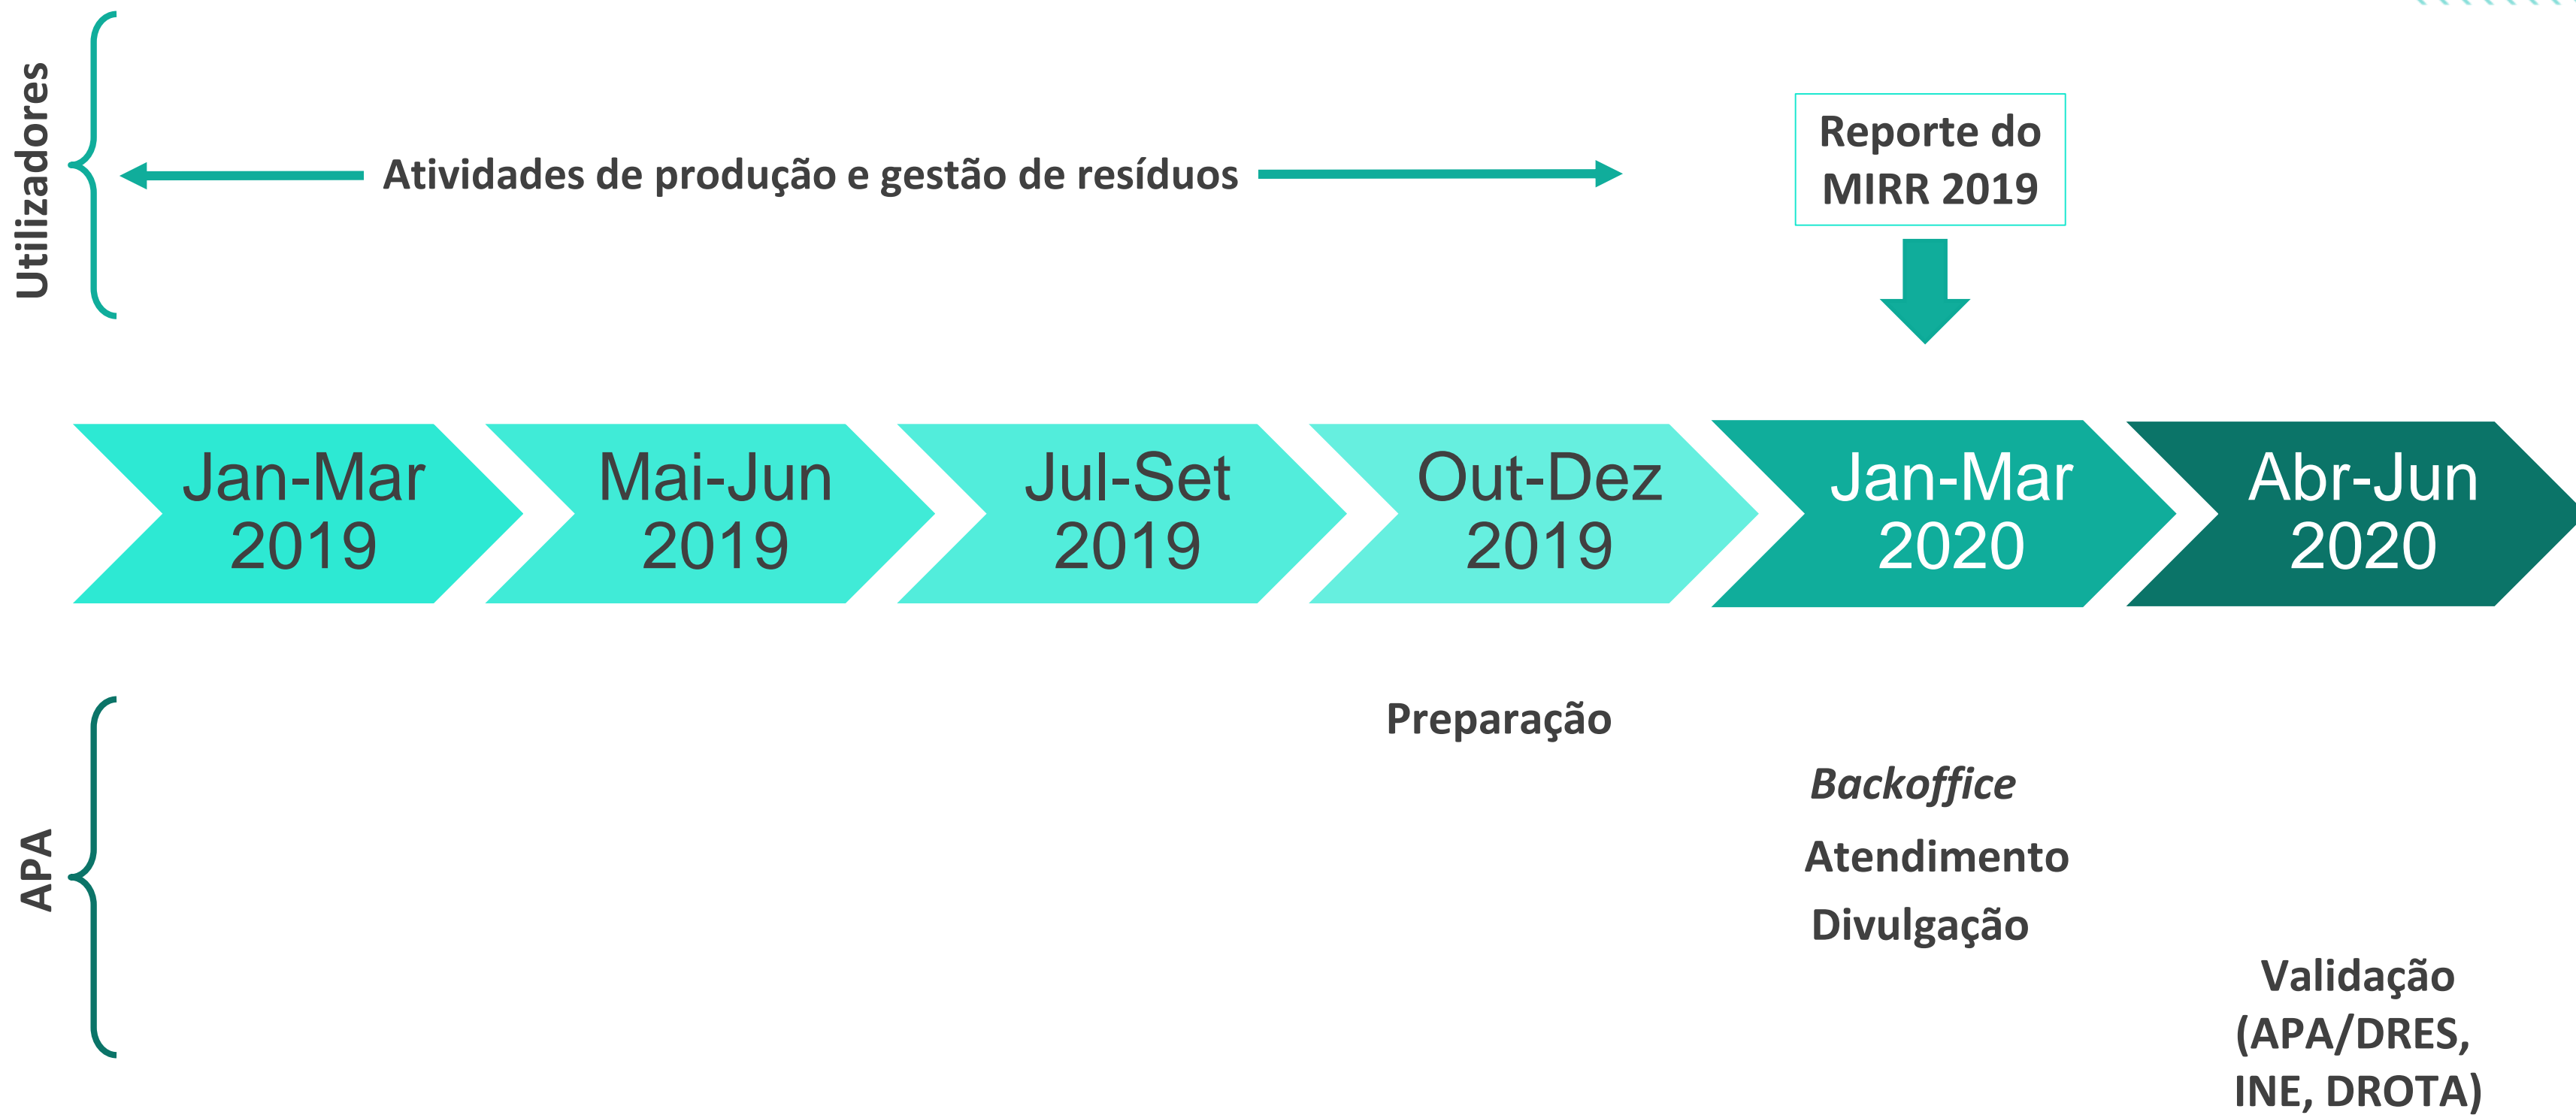 Utilizadores
Atividades de produção e gestão de resíduos
Reporte do
MIRR 2019
Jan-Mar
2019
Mai-Jun
2019
Jul-Set
2019
Out-Dez
2019
Jan-Mar
2020
Abr-Jun
2020
APA
Preparação
Backoffice
Atendimento
Divulgação
Validação
(APA/DRES,
INE, DROTA)